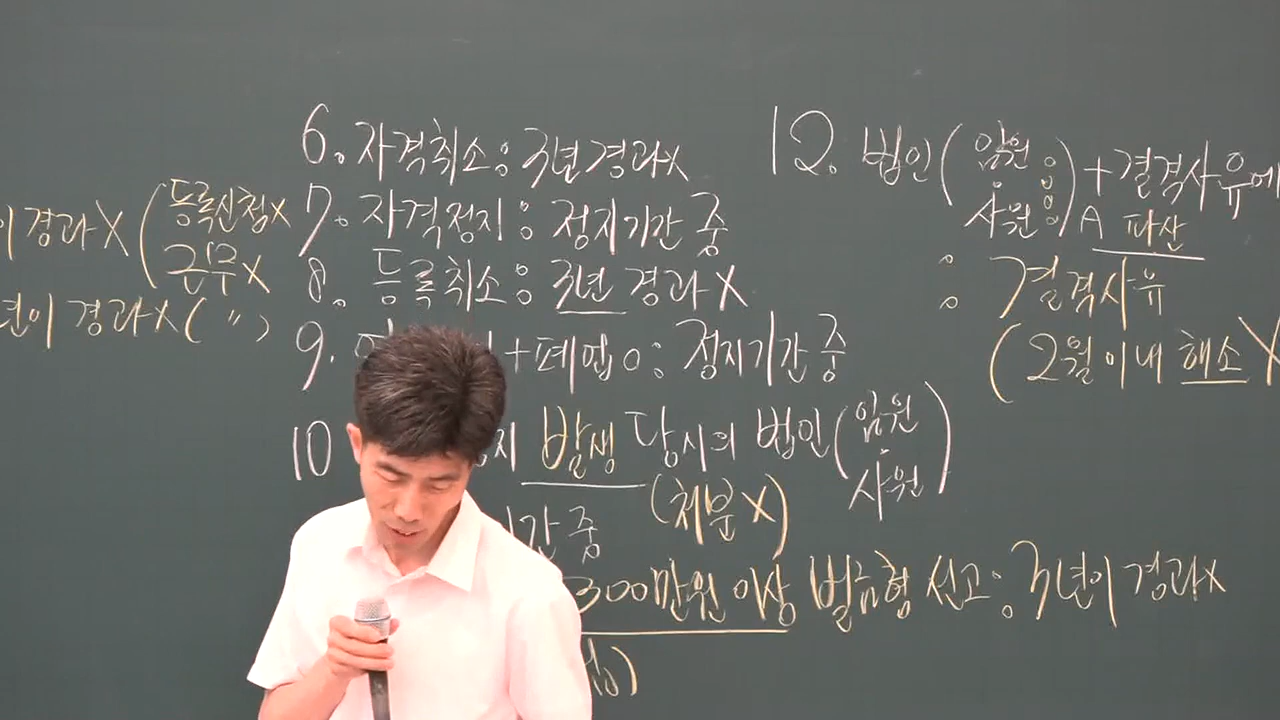 이 경과X (등록신청X
근무X
년이 경과X ( 〃 )
6. 자격취소: 3년경과X
7. 자격정지: 정지기간 중
8. 등록취소: 3년 경과X
9. +폐업o: 정지기간 중
10 발생 당시의 법인(임원
사원)
간 중 (처분X)
300만원 이상 벌금형 선고: 3년이 경과X
12. 법인(임원
사원) + 결격사유에
A 파산
: 결격사유
(2월 이내 해소X